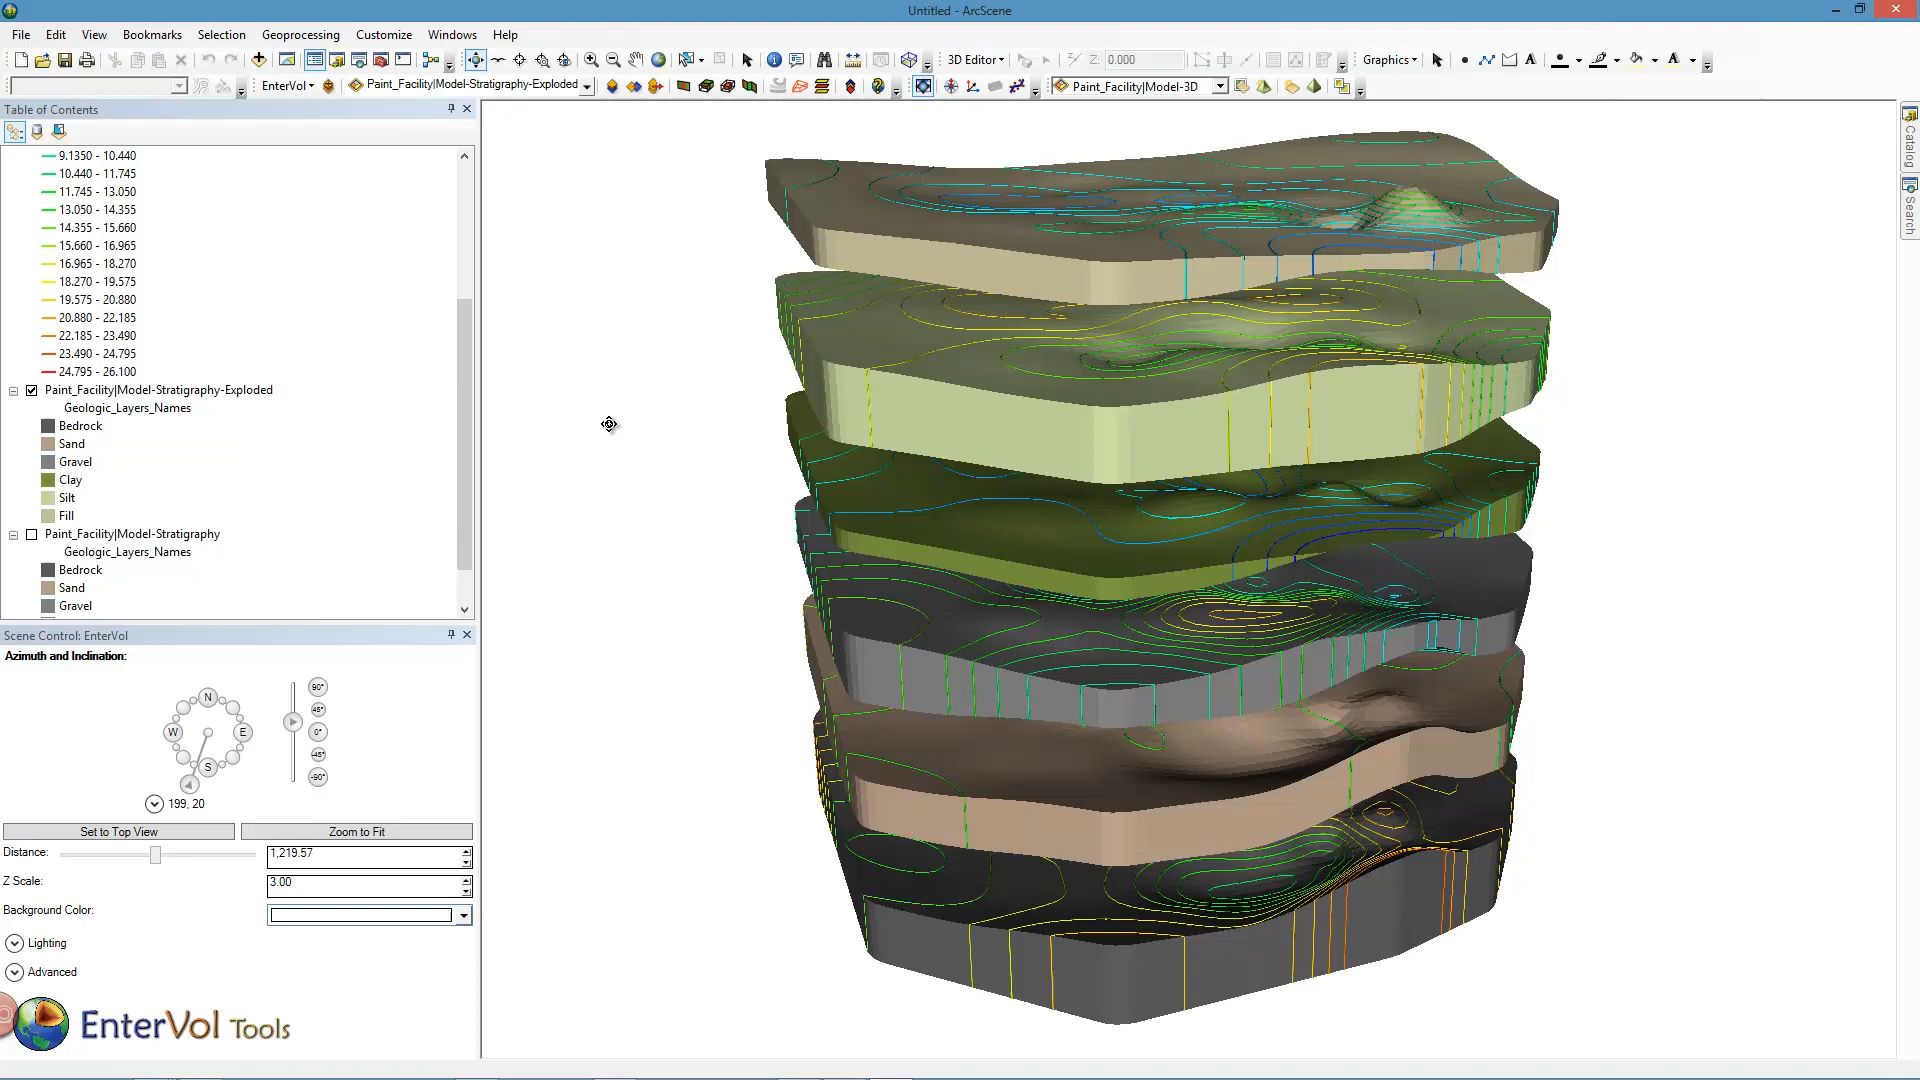 Untitled - ArcScene
File Edit View Bookmarks Selection Geoprocessing Customize Windows Help
3D Editor Z: 0.000 Graphics A A
EnterVol Paint_Facility|Model-Stratigraphy-Exploded Paint_Facility|Model-3D
Table of Contents
9.1350 - 10.440
10.440 - 11.745
11.745 - 13.050
13.050 - 14.355
14.355 - 15.660
15.660 - 16.965
16.965 - 18.270
18.270 - 19.575
19.575 - 20.880
20.880 - 22.185
22.185 - 23.490
23.490 - 24.795
24.795 - 26.100
Paint_Facility|Model-Stratigraphy-Exploded
Geologic_Layers_Names
Bedrock
Sand
Gravel
Clay
Silt
Fill
Paint_Facility|Model-Stratigraphy
Geologic_Layers_Names
Bedrock
Sand
Gravel
Catalog
Search
Scene Control: EnterVol
Azimuth and Inclination:
N
W E
S
90°
45°
0°
-45°
-90°
199, 20
Set to Top View Zoom to Fit
Distance: 1,219.57
Z Scale: 3.00
Background Color:
Lighting
Advanced
EnterVol Tools